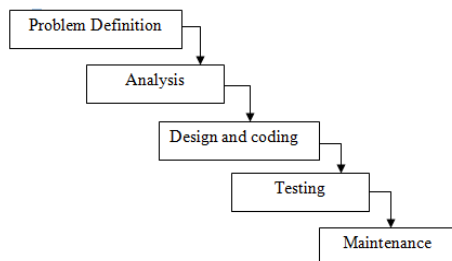 Problem Definition
Analysis
Design and coding
Testing
Maintenance